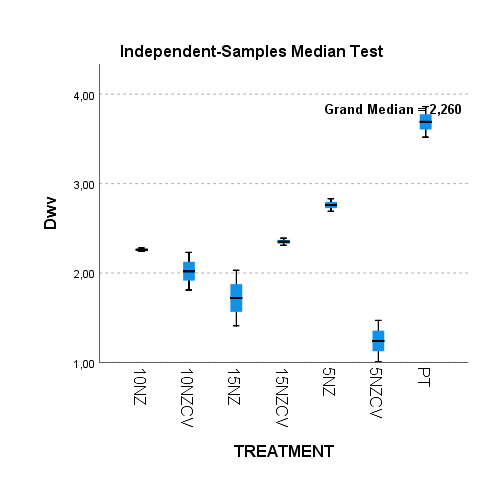 Independent-Samples Median Test
4,00
Grand Median = 2,260
3,00
Dwv
2,00
1,00
10NZ
10NZCV
15NZ
15NZCV
5NZ
5NZCV
PT
TREATMENT